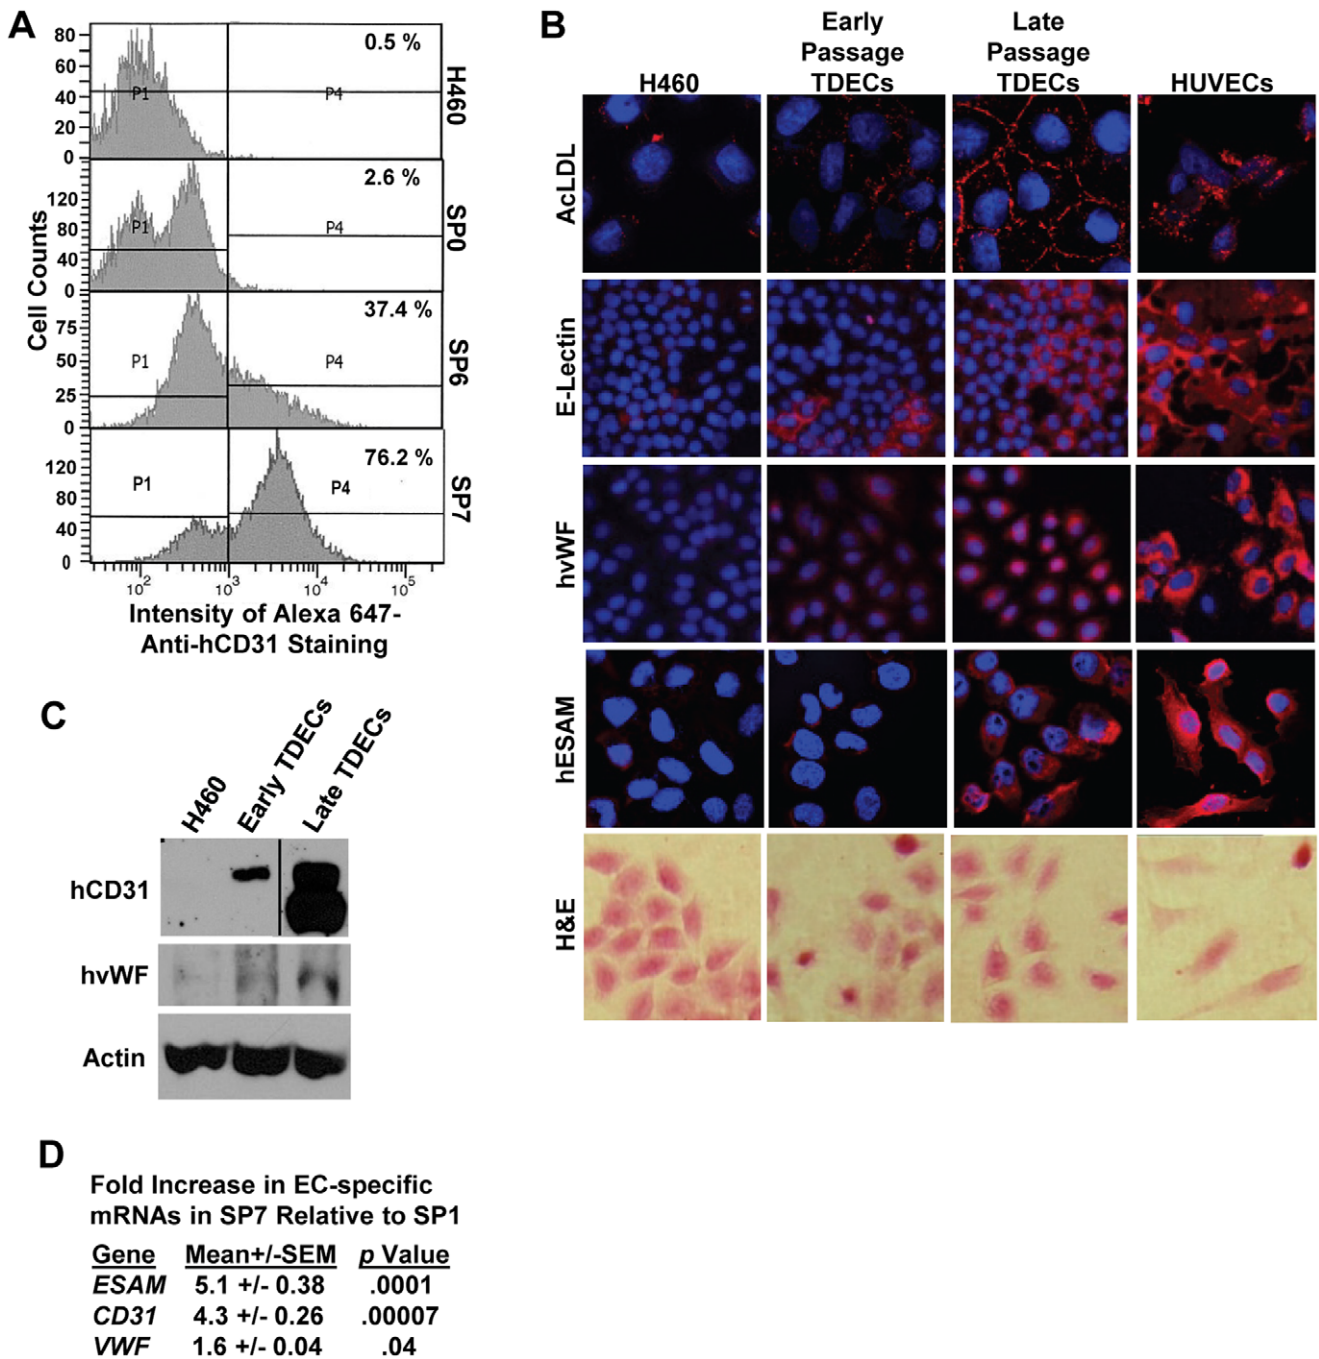 A
80
60
40
20
0
0.5 %
P1
P4
H460
120
80
40
0
2.6 %
P1
P4
SP0
75
50
25
0
37.4 %
P1
P4
SP6
120
80
40
0
76.2 %
P1
P4
SP7
Cell Counts
10²
10³
10⁴
10⁵
Intensity of Alexa 647-
Anti-hCD31 Staining
B
H460
Early
Passage
TDECs
Late
Passage
TDECs
HUVECs
AcLDL
E-Lectin
hvWF
hESAM
H&E
C
H460
Early TDECs
Late TDECs
hCD31
hvWF
Actin
D
Fold Increase in EC-specific
mRNAs in SP7 Relative to SP1
Gene Mean+/-SEM p Value
ESAM 5.1 +/- 0.38 .0001
CD31 4.3 +/- 0.26 .00007
VWF 1.6 +/- 0.04 .04